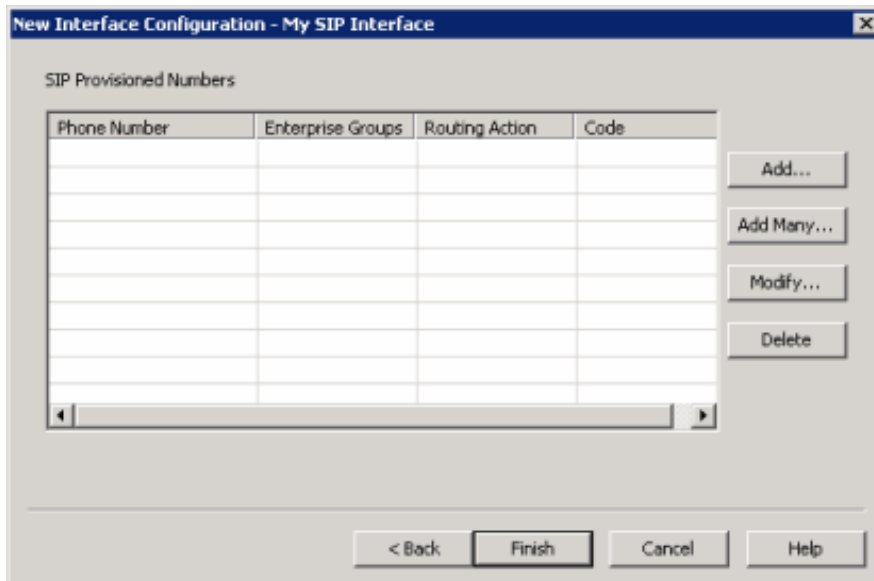 New Interface Configuration - My SIP Interface
SIP Provisioned Numbers
Phone Number Enterprise Groups Routing Action Code
Add...
Add Many...
Modify...
Delete
< Back Finish Cancel Help